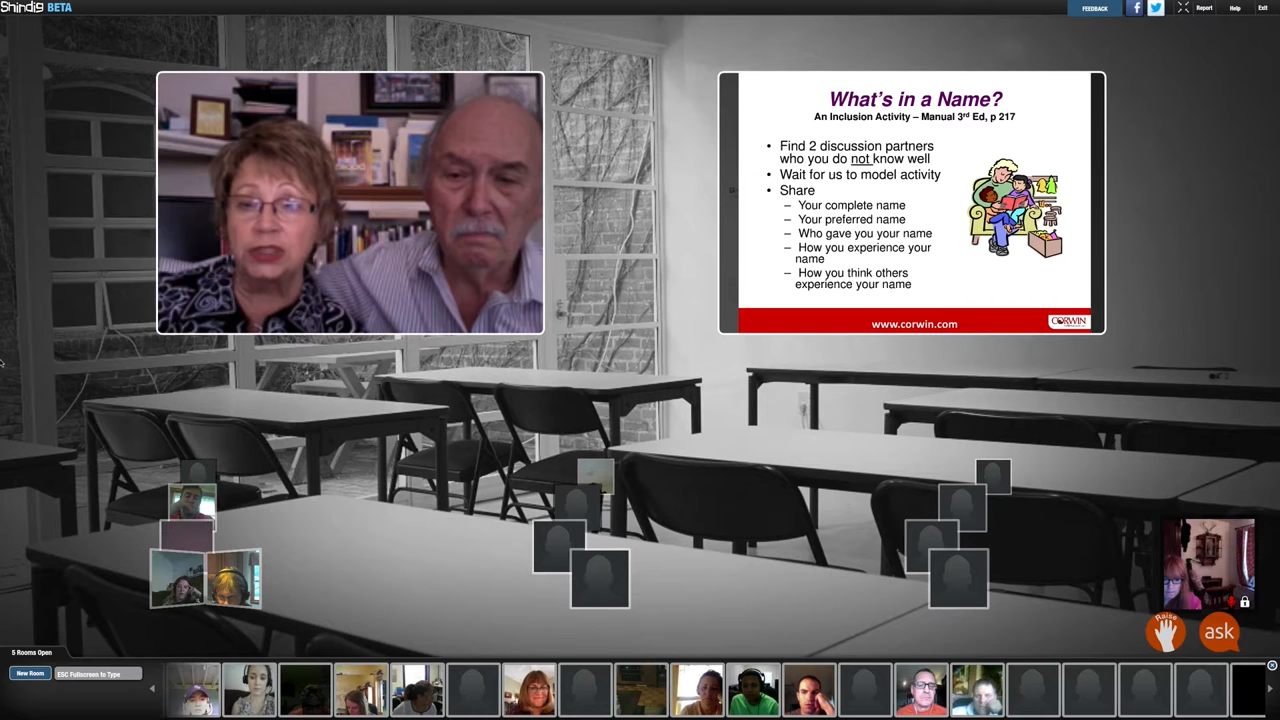 Shindig BETA
FEEDBACK
Report
Help
Exit
What's in a Name?
An Inclusion Activity – Manual 3rd Ed, p 217
• Find 2 discussion partners
who you do not know well
• Wait for us to model activity
• Share
– Your complete name
– Your preferred name
– Who gave you your name
– How you experience your
name
– How you think others
experience your name
www.corwin.com
CORWIN
Raise
ask
5 Rooms Open
New Room
ESC Fullscreen to Type